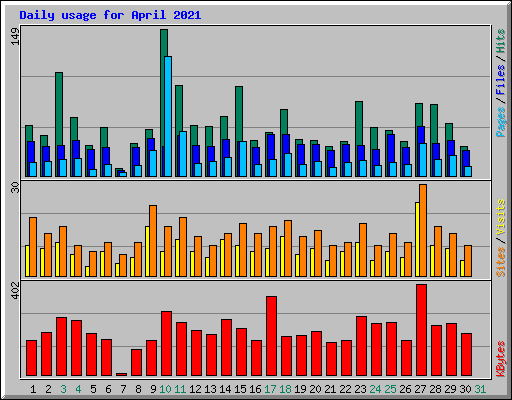 Daily usage for April 2021
149
Pages / Files / Hits
30
Sites / Visits
402
KBytes
1 2 3 4 5 6 7 8 9 10 11 12 13 14 15 16 17 18 19 20 21 22 23 24 25 26 27 28 29 30 31